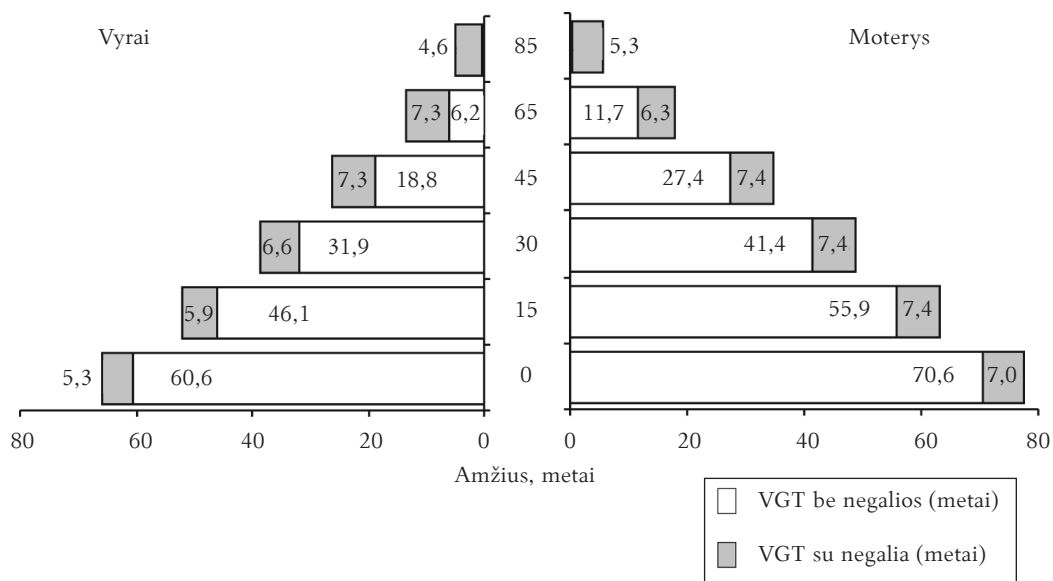 Vyrai
Moterys
4,6 85 5,3
7,3 6,2 65 11,7 6,3
7,3 18,8 45 27,4 7,4
6,6 31,9 30 41,4 7,4
5,9 46,1 15 55,9 7,4
5,3 60,6 0 70,6 7,0
80 60 40 20 0 0 20 40 60 80
Amžius, metai
VGT be negalios (metai)
VGT su negalia (metai)